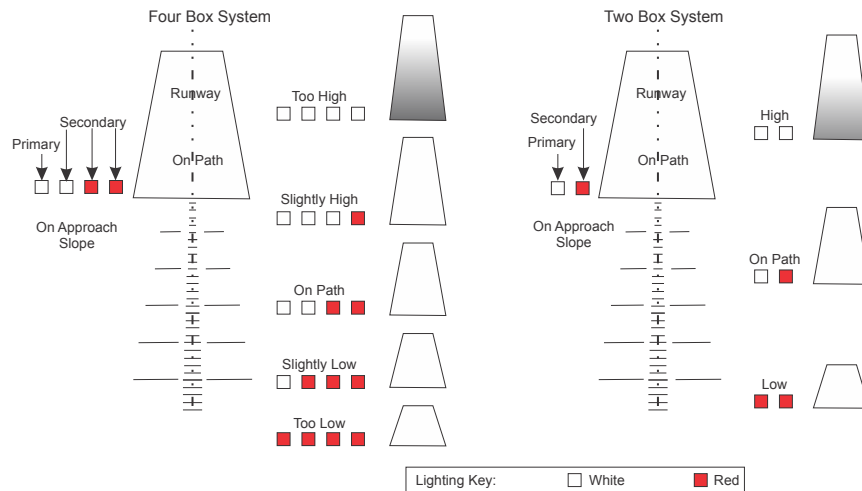 Four Box System
Runway
On Path
Secondary
Primary
On Approach
Slope
Too High
Slightly High
On Path
Slightly Low
Too Low
Two Box System
Runway
On Path
Secondary
Primary
On Approach
Slope
High
On Path
Low
Lighting Key:
White
Red